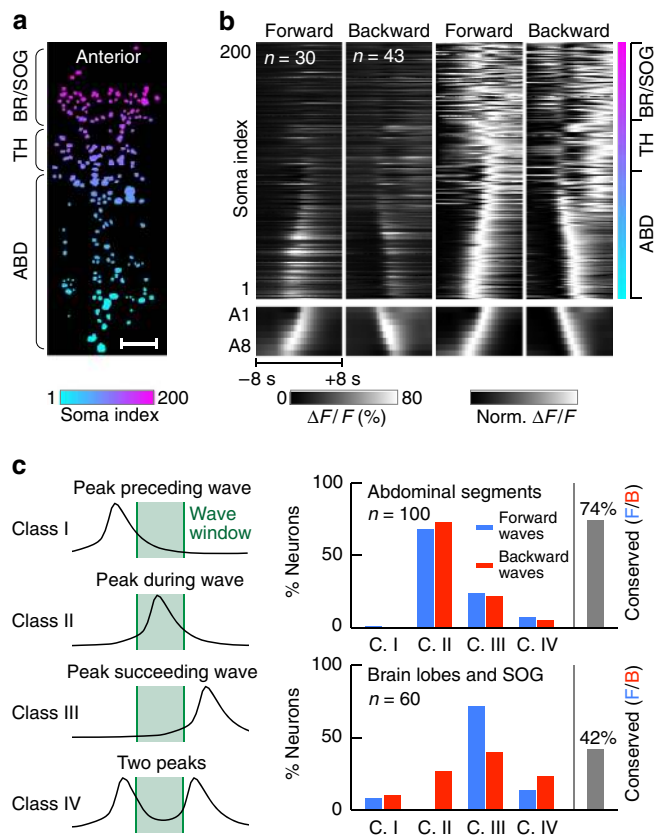 a
Anterior
BR/SOG
TH
ABD
1 200
Soma index
b
Forward Backward Forward Backward
200
n = 30 n = 43
Soma index
1
A1
A8
BR/SOG
TH
ABD
−8 s +8 s
0 80
ΔF/ F (%)
Norm. ΔF/F
c
Peak preceding wave
Class I
Wave
window
Peak during wave
Class II
Peak succeeding wave
Class III
Two peaks
Class IV
100
50
0
% Neurons
Abdominal segments
n = 100
Forward
waves
Backward
waves
74%
Conserved (F/B)
C. I C. II C. III C. IV
100
50
0
% Neurons
Brain lobes and SOG
n = 60
42%
Conserved (F/B)
C. I C. II C. III C. IV